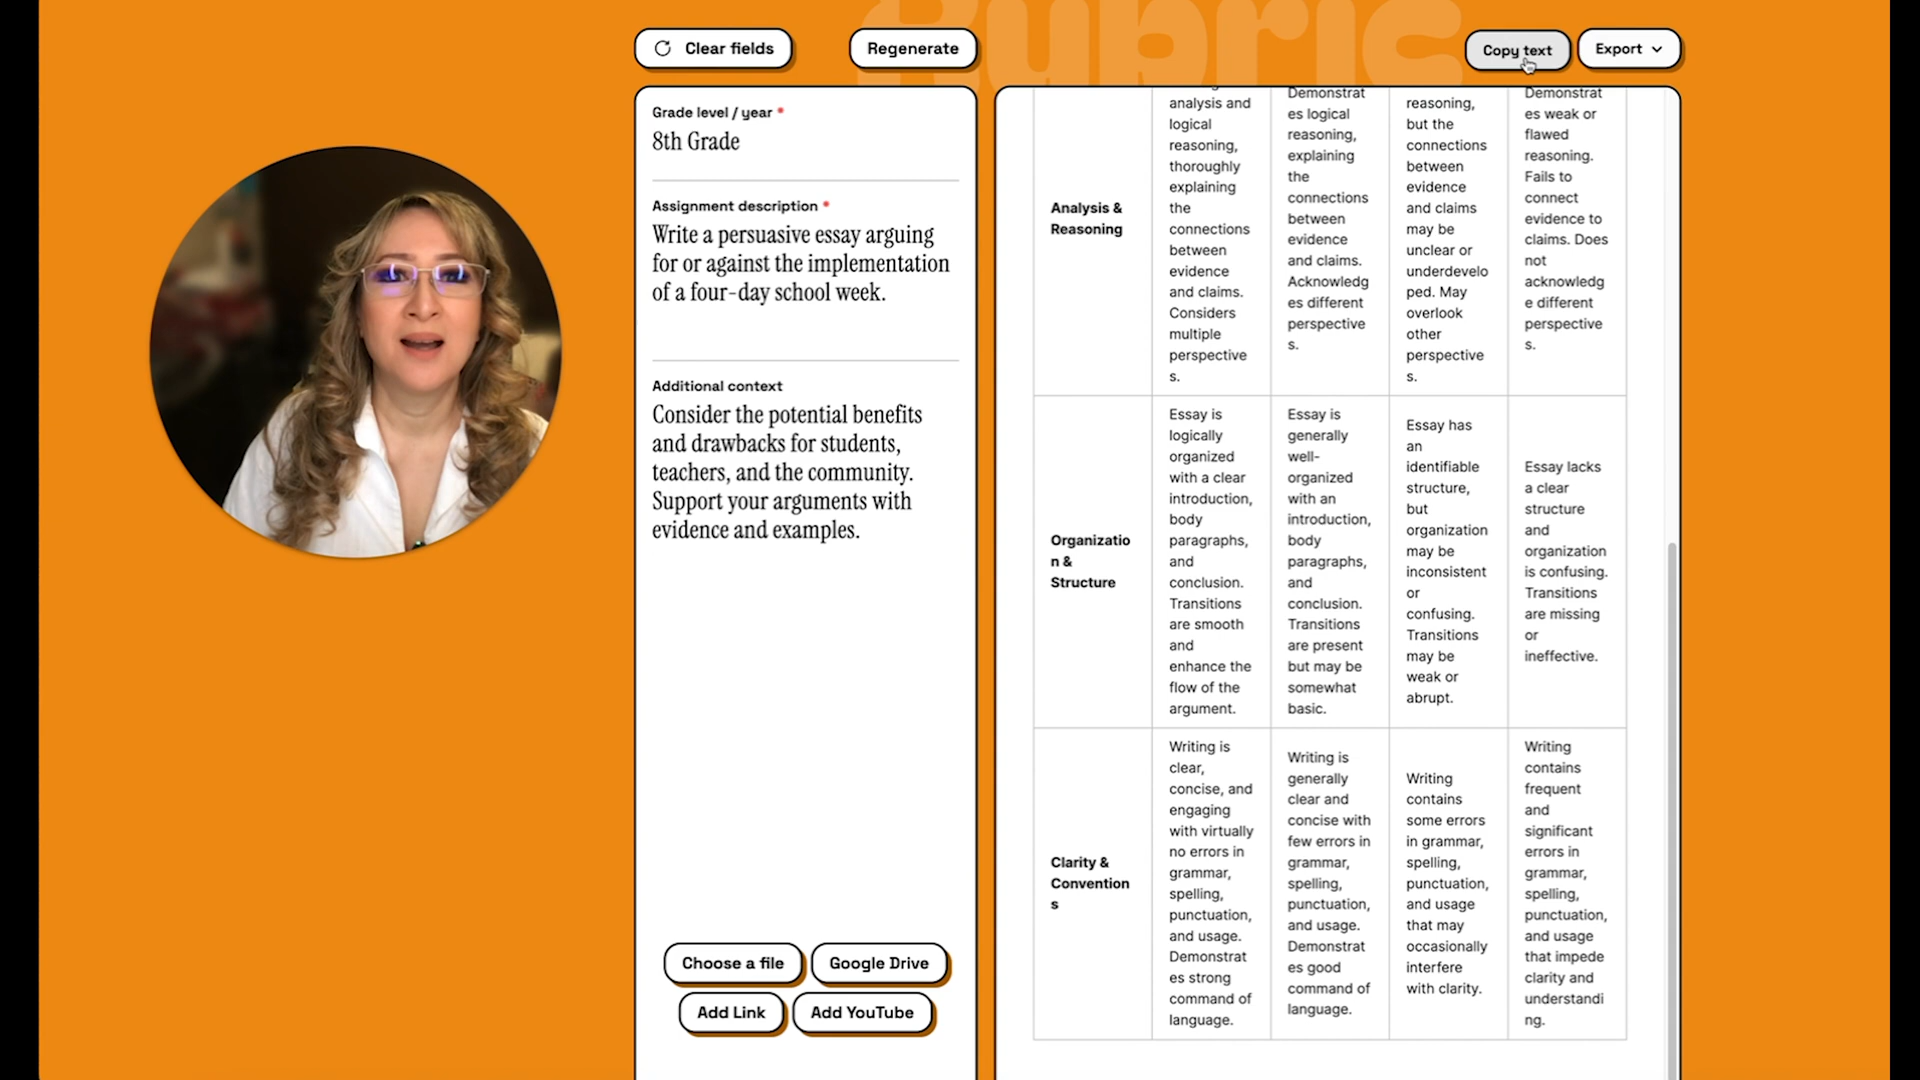 Rubric
Clear fields
Regenerate
Copy text
Export
Grade level / year *
8th Grade
Assignment description *
Write a persuasive essay arguing
for or against the implementation
of a four-day school week.
Additional context
Consider the potential benefits
and drawbacks for students,
teachers, and the community.
Support your arguments with
evidence and examples.
Choose a file
Google Drive
Add Link
Add YouTube
Analysis &
Reasoning
analysis and
logical
reasoning,
thoroughly
explaining
the
connections
between
evidence
and claims.
Considers
multiple
perspective
s.
Demonstrat
es logical
reasoning,
explaining
the
connections
between
evidence
and claims.
Acknowledg
es different
perspective
s.
reasoning,
but the
connections
between
evidence
and claims
may be
unclear or
underdevelo
ped. May
overlook
other
perspective
s.
Demonstrat
es weak or
flawed
reasoning.
Fails to
connect
evidence to
claims. Does
not
acknowledg
e different
perspective
s.
Organizatio
n &
Structure
Essay is
logically
organized
with a clear
introduction,
body
paragraphs,
and
conclusion.
Transitions
are smooth
and
enhance the
flow of the
argument.
Essay is
generally
well-
organized
with an
introduction,
body
paragraphs,
and
conclusion.
Transitions
are present
but may be
somewhat
basic.
Essay has
an
identifiable
structure,
but
organization
may be
inconsistent
or
confusing.
Transitions
may be
weak or
abrupt.
Essay lacks
a clear
structure
and
organization
is confusing.
Transitions
are missing
or
ineffective.
Clarity &
Convention
s
Writing is
clear,
concise, and
engaging
with virtually
no errors in
grammar,
spelling,
punctuation,
and usage.
Demonstrat
es strong
command of
language.
Writing is
generally
clear and
concise with
few errors in
grammar,
spelling,
punctuation,
and usage.
Demonstrat
es good
command of
language.
Writing
contains
some errors
in grammar,
spelling,
punctuation,
and usage
that may
occasionally
interfere
with clarity.
Writing
contains
frequent
and
significant
errors in
grammar,
spelling,
punctuation,
and usage
that impede
clarity and
understandi
ng.